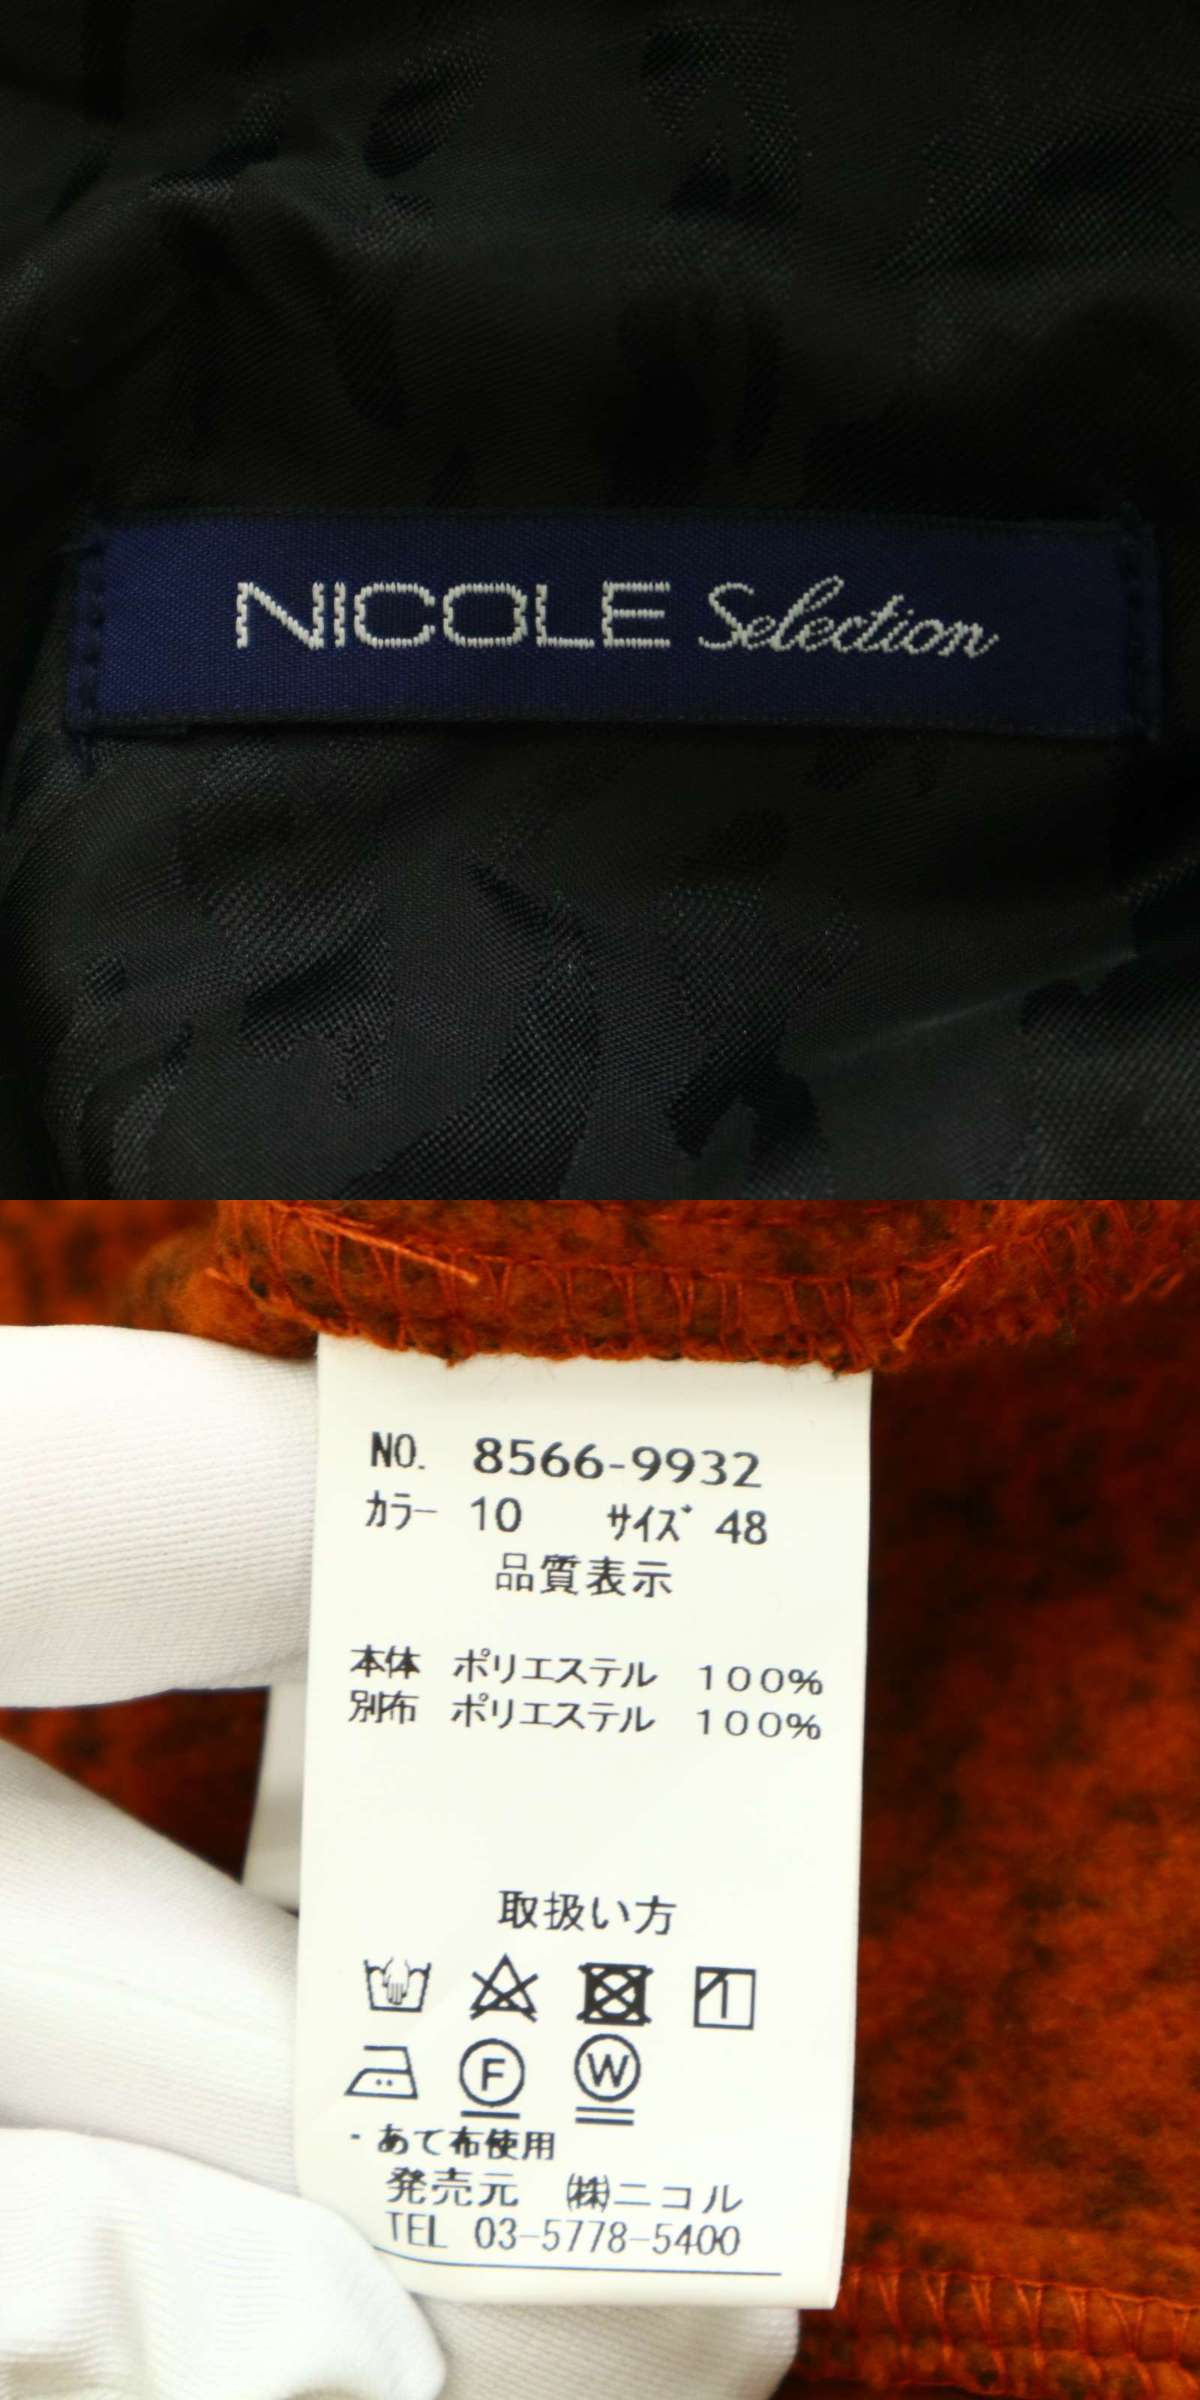 NICOLE Selection
NO. 8566-9932
カラー 10 サイズ 48
品質表示
本体 ポリエステル 100%
別布 ポリエステル 100%
取扱い方
F W
・あて布使用
発売元 ㈱ニコル
TEL 03-5778-5400